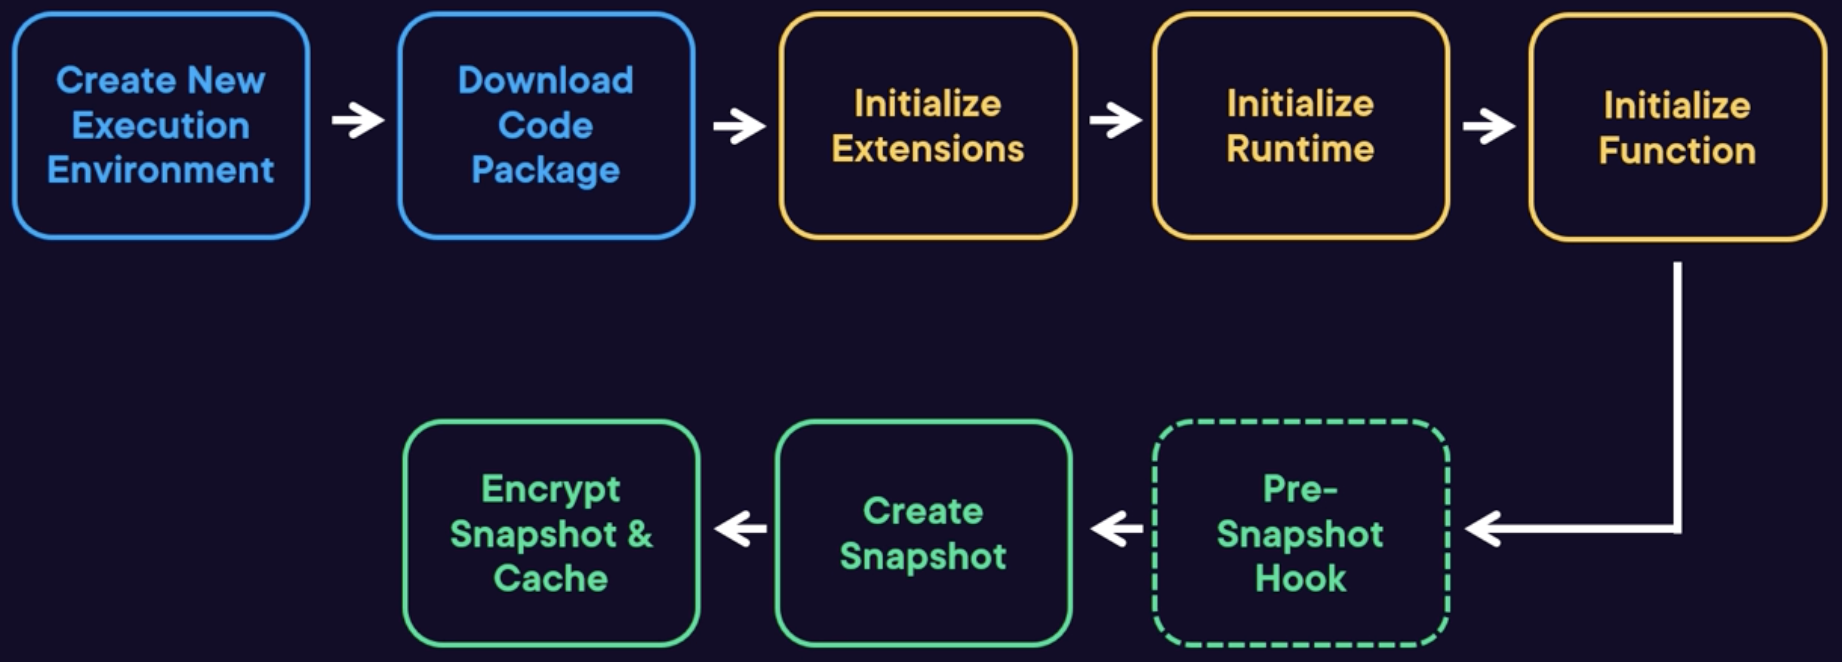 Create New
Execution
Environment
Download
Code
Package
Initialize
Extensions
Initialize
Runtime
Initialize
Function
Pre-
Snapshot
Hook
Create
Snapshot
Encrypt
Snapshot &
Cache